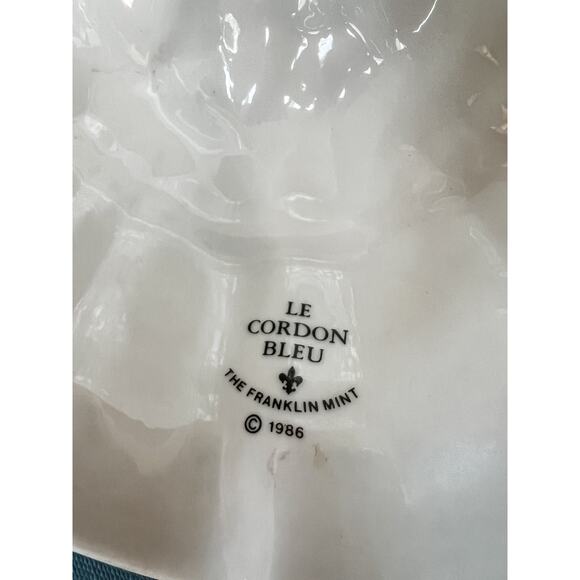 LE
CORDON
BLEU
THE FRANKLIN MINT
© 1986